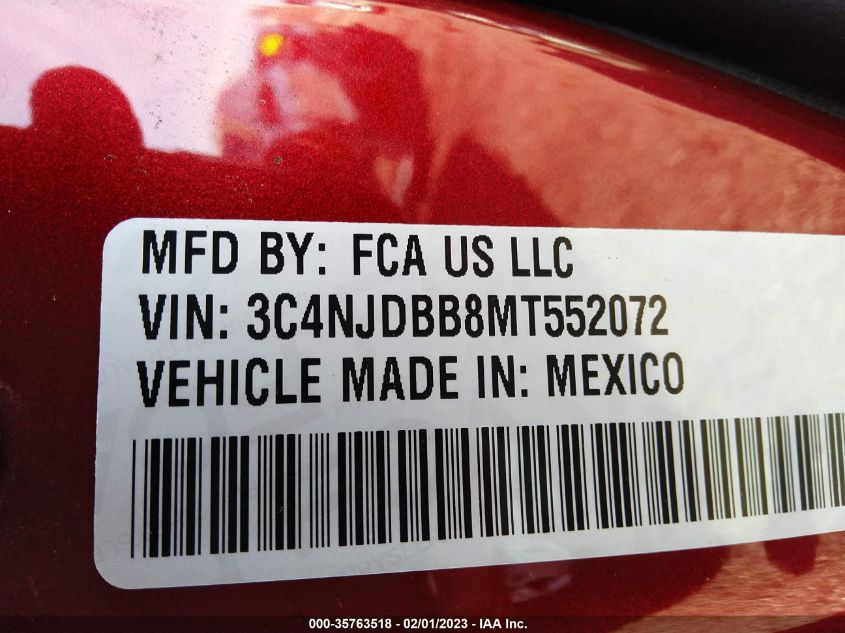 MFD BY: FCA US LLC
VIN: 3C4NJDBB8MT552072
VEHICLE MADE IN: MEXICO
000-35763518 - 02/01/2023 - IAA Inc.